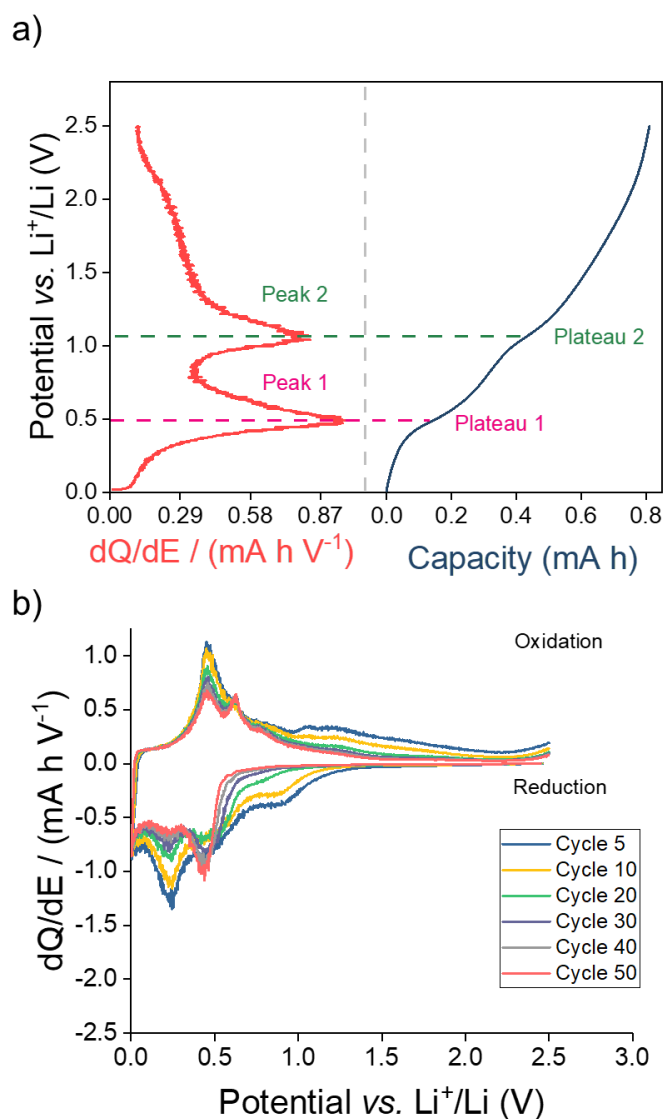 a)
Potential vs. Li⁺/Li (V)
2.5
2.0
1.5
1.0
0.5
0.0
Peak 2
Peak 1
Plateau 2
Plateau 1
0.00 0.29 0.58 0.87 0.0 0.2 0.4 0.6 0.8
dQ/dE / (mA h V⁻¹) Capacity (mA h)
b)
dQ/dE / (mA h V⁻¹)
1.0
0.5
0.0
-0.5
-1.0
-1.5
-2.0
-2.5
Oxidation
Reduction
Cycle 5
Cycle 10
Cycle 20
Cycle 30
Cycle 40
Cycle 50
0.0 0.5 1.0 1.5 2.0 2.5 3.0
Potential vs. Li⁺/Li (V)